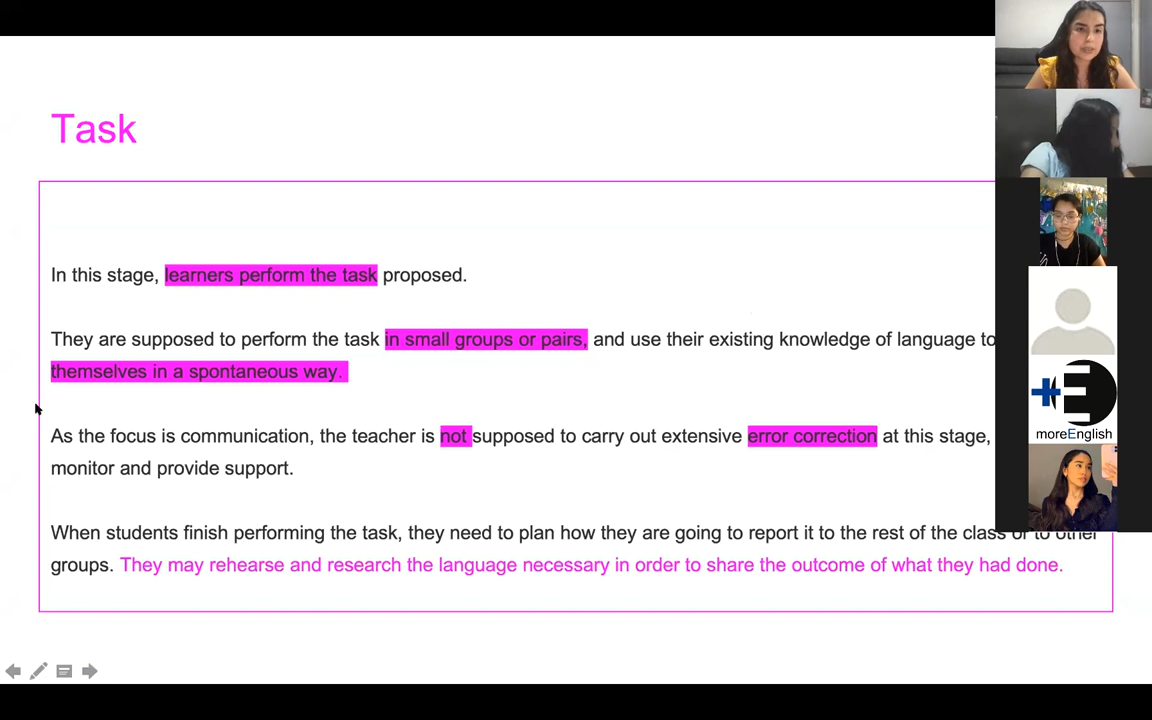 Task
In this stage, learners perform the task proposed.
They are supposed to perform the task in small groups or pairs, and use their existing knowledge of language to
themselves in a spontaneous way.
As the focus is communication, the teacher is not supposed to carry out extensive error correction at this stage,
monitor and provide support.
When students finish performing the task, they need to plan how they are going to report it to the rest of the class or to other
groups. They may rehearse and research the language necessary in order to share the outcome of what they had done.
+E
moreEnglish